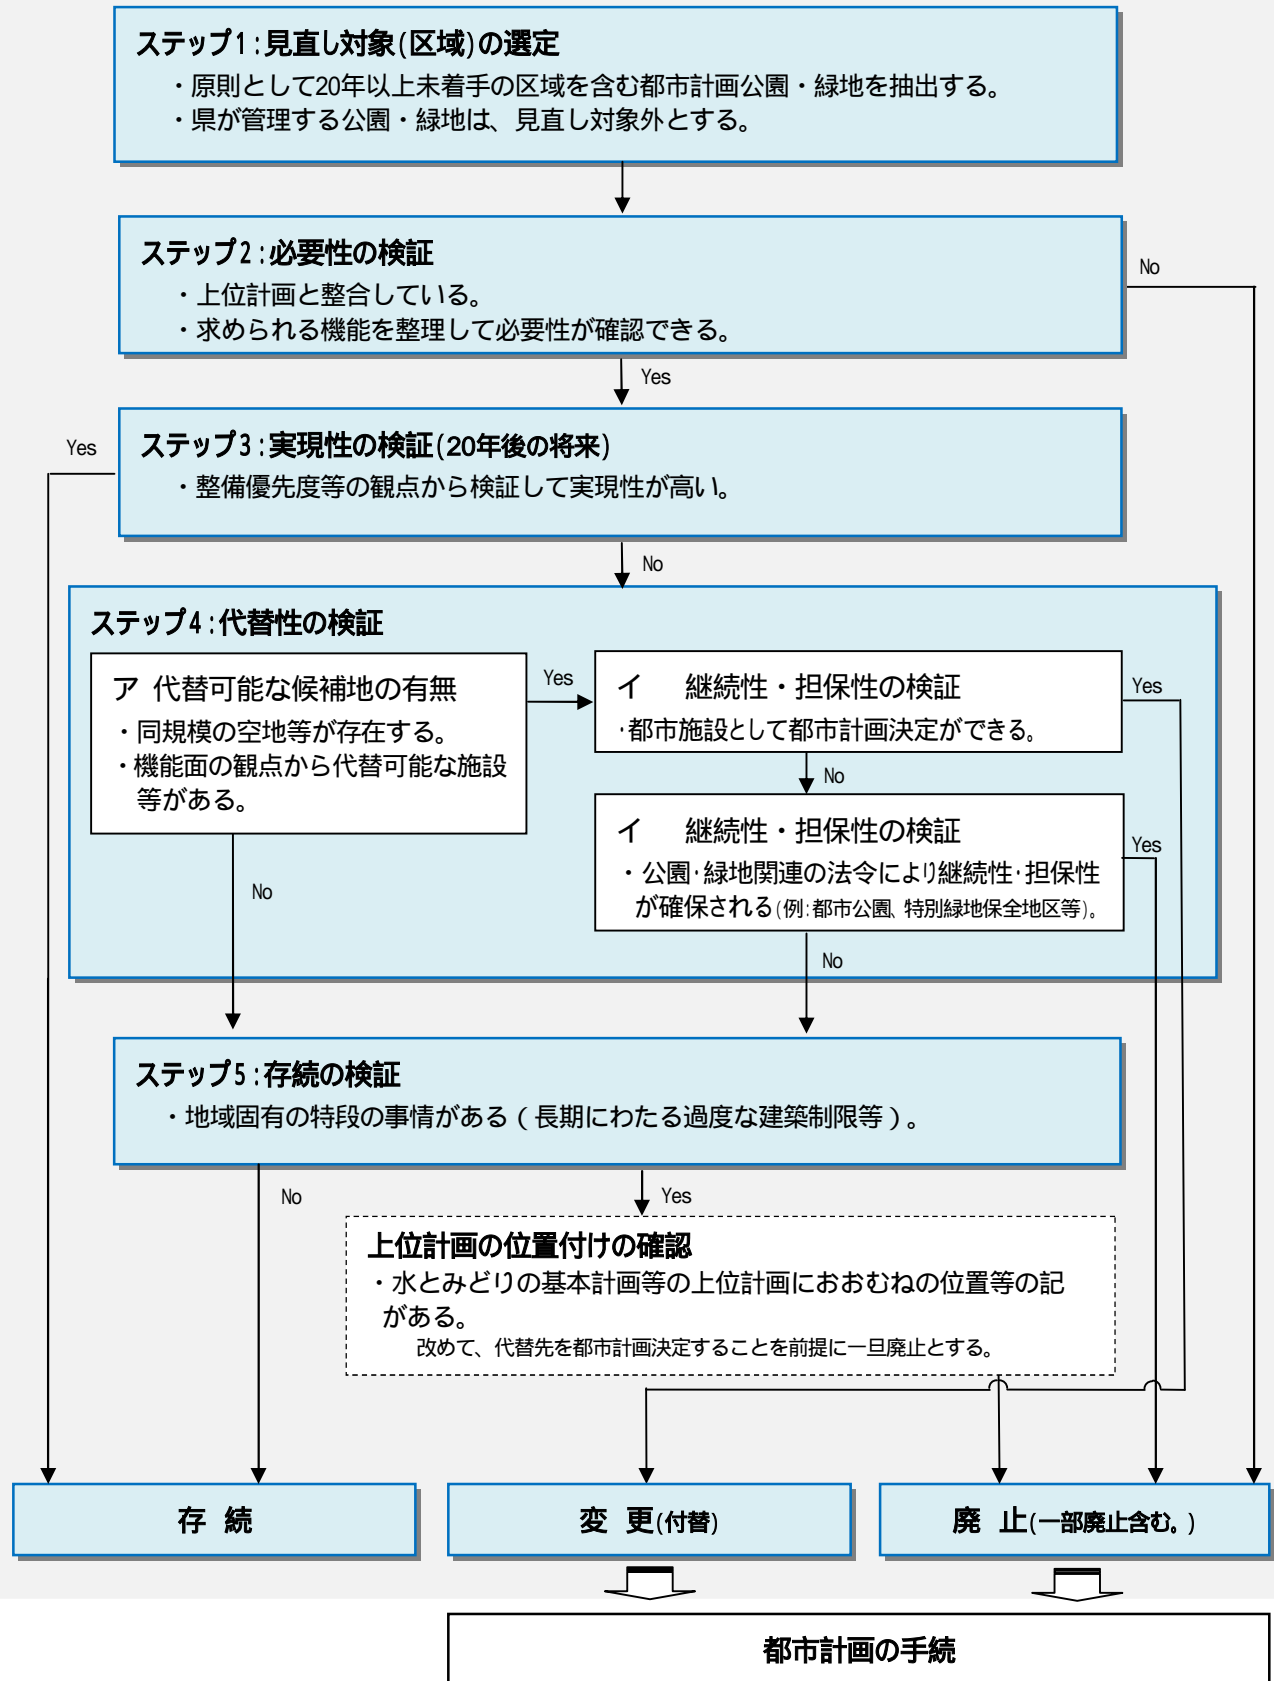 ステップ1:見直し対象(区域)の選定
・原則として20年以上未着手の区域を含む都市計画公園・緑地を抽出する。
・県が管理する公園・緑地は、見直し対象外とする。
ステップ2:必要性の検証
・上位計画と整合している。
・求められる機能を整理して必要性が確認できる。
No
Yes
ステップ3:実現性の検証(20年後の将来)
・整備優先度等の観点から検証して実現性が高い。
Yes
No
ステップ4:代替性の検証
ア 代替可能な候補地の有無
・同規模の空地等が存在する。
・機能面の観点から代替可能な施設
等がある。
Yes
イ 継続性・担保性の検証
・都市施設として都市計画決定ができる。
Yes
No
イ 継続性・担保性の検証
・公園・緑地関連の法令により継続性・担保性
が確保される(例:都市公園、特別緑地保全地区等)。
Yes
No
No
ステップ5:存続の検証
・地域固有の特段の事情がある(長期にわたる過度な建築制限等)。
No
Yes
上位計画の位置付けの確認
・水とみどりの基本計画等の上位計画におおむねの位置等の記
がある。
改めて、代替先を都市計画決定することを前提に一旦廃止とする。
存 続
変 更(付替)
廃 止(一部廃止含む。)
都市計画の手続